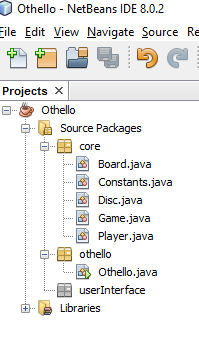 Othello - NetBeans IDE 8.0.2
File Edit View Navigate Source Re
Projects
Othello
Source Packages
core
Board.java
Constants.java
Disc.java
Game.java
Player.java
othello
Othello.java
userInterface
Libraries